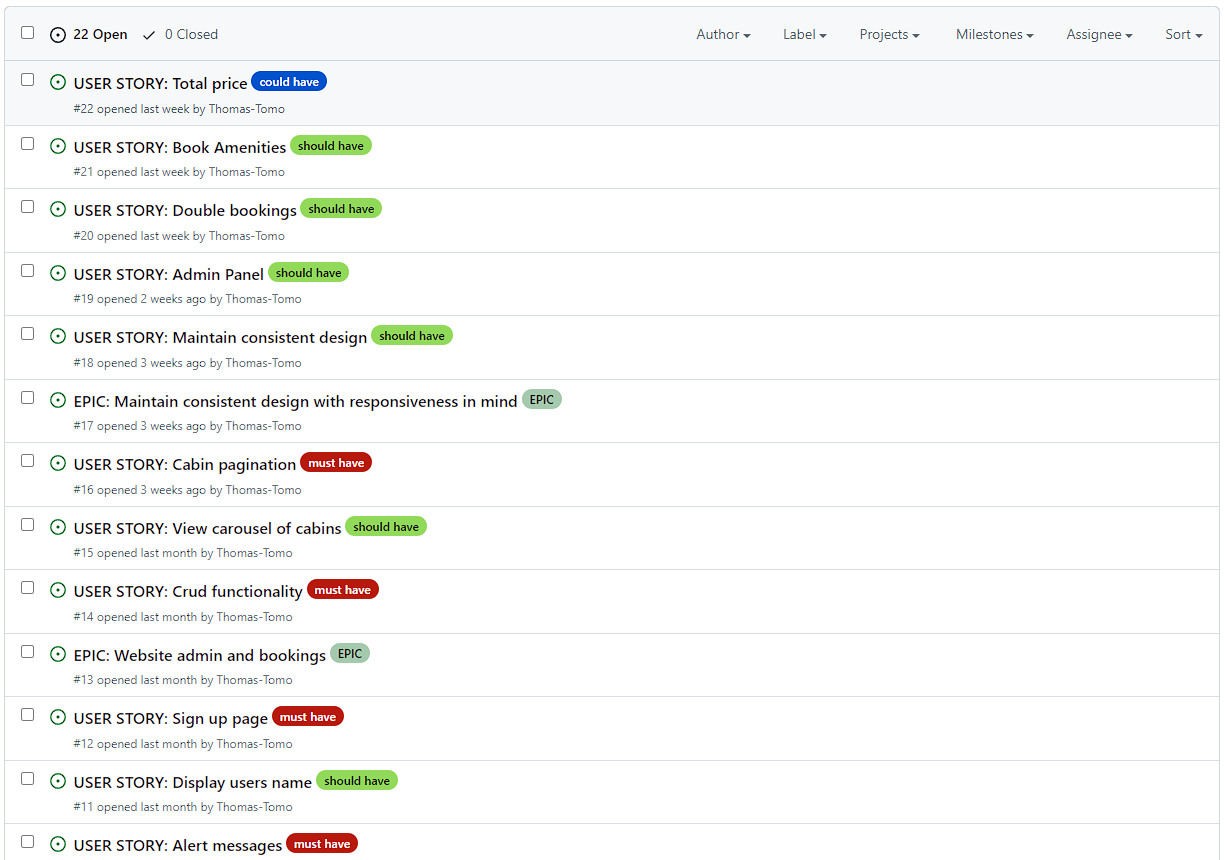 22 Open 0 Closed Author Label Projects Milestones Assignee Sort
USER STORY: Total price could have
#22 opened last week by Thomas-Tomo
USER STORY: Book Amenities should have
#21 opened last week by Thomas-Tomo
USER STORY: Double bookings should have
#20 opened last week by Thomas-Tomo
USER STORY: Admin Panel should have
#19 opened 2 weeks ago by Thomas-Tomo
USER STORY: Maintain consistent design should have
#18 opened 3 weeks ago by Thomas-Tomo
EPIC: Maintain consistent design with responsiveness in mind EPIC
#17 opened 3 weeks ago by Thomas-Tomo
USER STORY: Cabin pagination must have
#16 opened 3 weeks ago by Thomas-Tomo
USER STORY: View carousel of cabins should have
#15 opened last month by Thomas-Tomo
USER STORY: Crud functionality must have
#14 opened last month by Thomas-Tomo
EPIC: Website admin and bookings EPIC
#13 opened last month by Thomas-Tomo
USER STORY: Sign up page must have
#12 opened last month by Thomas-Tomo
USER STORY: Display users name should have
#11 opened last month by Thomas-Tomo
USER STORY: Alert messages must have